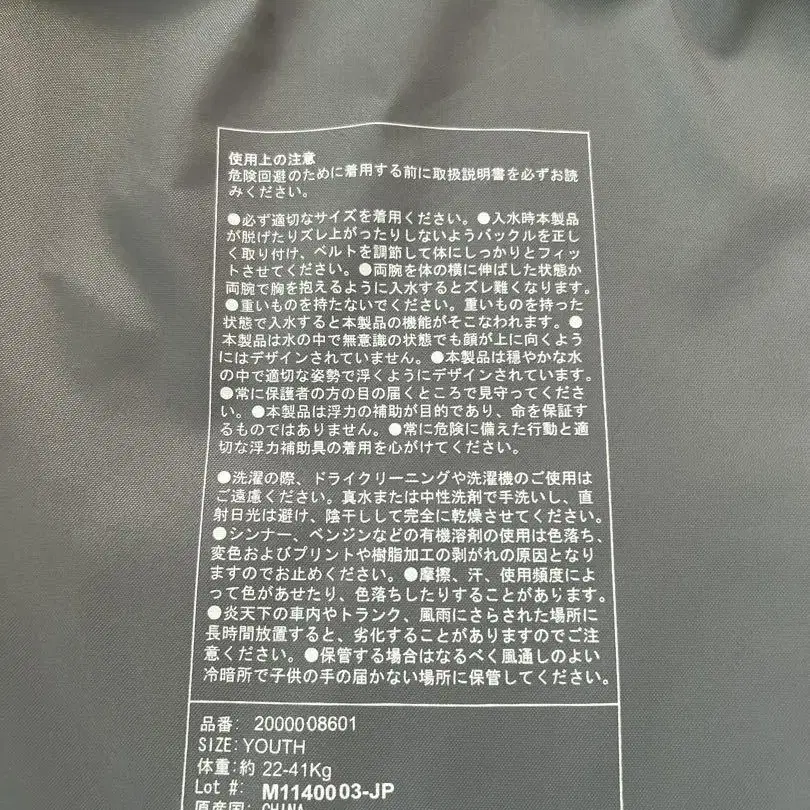 使用上の注意
危険回避のために着用する前に取扱説明書を必ずお読
みください。
●必ず適切なサイズを着用ください。●入水時本製品
が脱げたりズレ上がったりしないようバックルを正し
く取り付け、ベルトを調節して体にしっかりとフィッ
トさせてください。●両腕を体の横に伸ばした状態か
両腕で胸を抱えるように入水するとズレ難くなります。
●重いものを持たないでください。重いものを持った
状態で入水すると本製品の機能がそこなわれます。●
本製品は水の中で無意識の状態でも顔が上に向くよう
にはデザインされていません。●本製品は穏やかな水
の中で適切な姿勢で浮くようにデザインされています。
●常に保護者の方の目の届くところで見守ってくださ
い。●本製品は浮力の補助が目的であり、命を保証す
るものではありません。●常に危険に備えた行動と適
切な浮力補助具の着用を心がけてください。
●洗濯の際、ドライクリーニングや洗濯機のご使用は
ご遠慮ください。真水または中性洗剤で手洗いし、直
射日光は避け、陰干しして完全に乾燥させてください。
●シンナー、ベンジンなどの有機溶剤の使用は色落ち、
変色およびプリントや樹脂加工の剥がれの原因となり
ますのでお止めください。●摩擦、汗、使用頻度によ
って色があせたり、色落ちしたりすることがあります。
●炎天下の車内やトランク、風雨にさらされた場所に
長時間放置すると、劣化することがありますのでご注
意ください。●保管する場合はなるべく風通しのよい
冷暗所で子供の手の届かない場所に保管してください。
品番: 2000008601
SIZE: YOUTH
体重: 約 22-41Kg
Lot #: M1140003-JP
原産国: CHINA